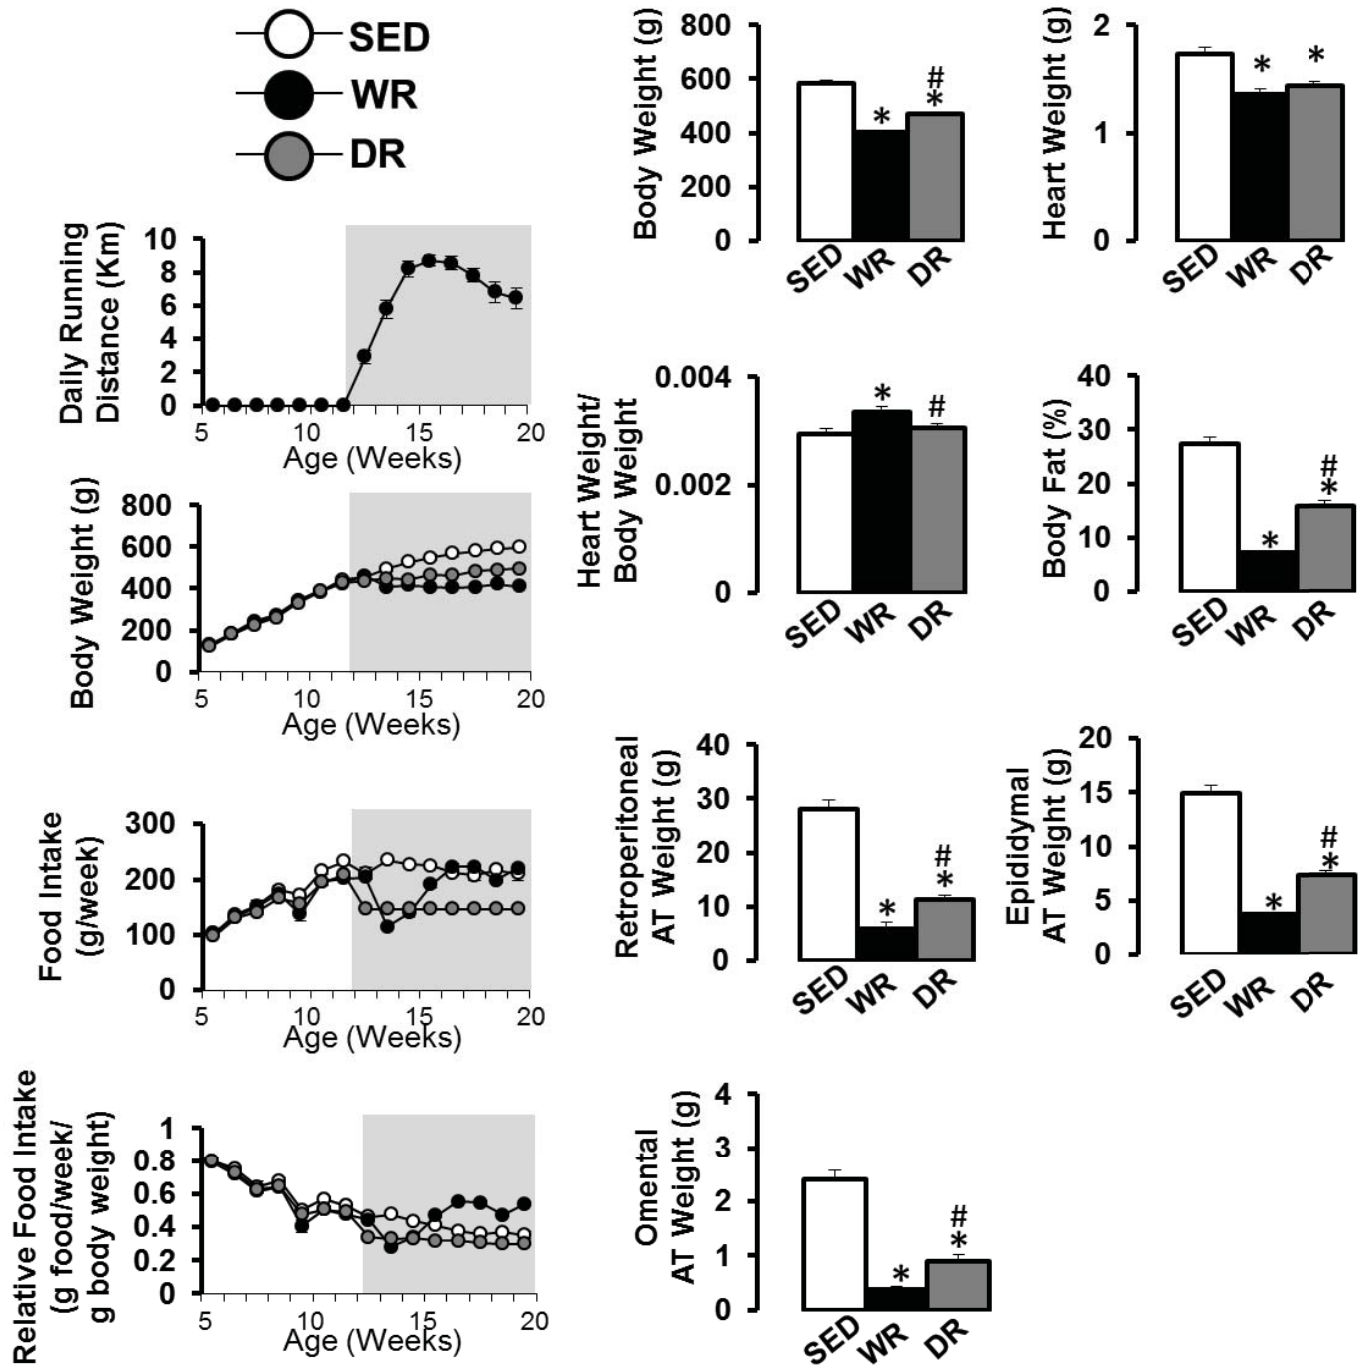 SED
WR
DR
Daily Running
Distance (Km)
10
8
6
4
2
0
5
10
15
20
Age (Weeks)
Body Weight (g)
800
600
400
200
0
5
10
15
20
Age (Weeks)
Food Intake
(g/week)
300
200
100
0
5
10
15
20
Age (Weeks)
Relative Food Intake
(g food/week/
g body weight)
1
0.8
0.6
0.4
0.2
0
5
10
15
20
Age (Weeks)
Body Weight (g)
800
600
400
200
0
*
#
*
SED
WR
DR
Heart Weight (g)
2
1
0
*
*
SED
WR
DR
Heart Weight/
Body Weight
0.004
0.002
0
*
#
SED
WR
DR
Body Fat (%)
40
30
20
10
0
*
#
*
SED
WR
DR
Retroperitoneal
AT Weight (g)
40
30
20
10
0
*
#
*
SED
WR
DR
Epididymal
AT Weight (g)
20
15
10
5
0
*
#
*
SED
WR
DR
Omental
AT Weight (g)
4
3
2
1
0
*
#
*
SED
WR
DR